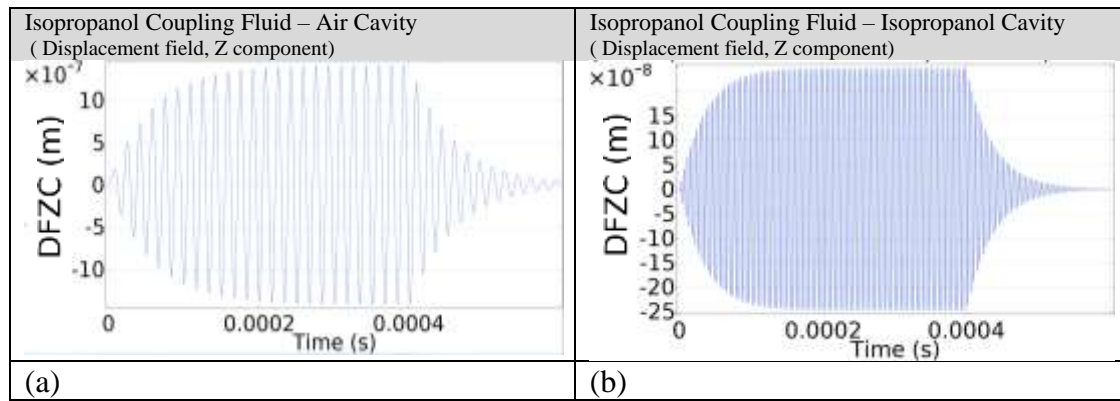 Isopropanol Coupling Fluid – Air Cavity
( Displacement field, Z component)
×10⁻⁷
10
5
0
-5
-10
DFZC (m)
0
0.0002
0.0004
Time (s)
(a)
Isopropanol Coupling Fluid – Isopropanol Cavity
( Displacement field, Z component)
×10⁻⁸
15
10
5
0
-5
-10
-15
-20
-25
DFZC (m)
0
0.0002
0.0004
Time (s)
(b)